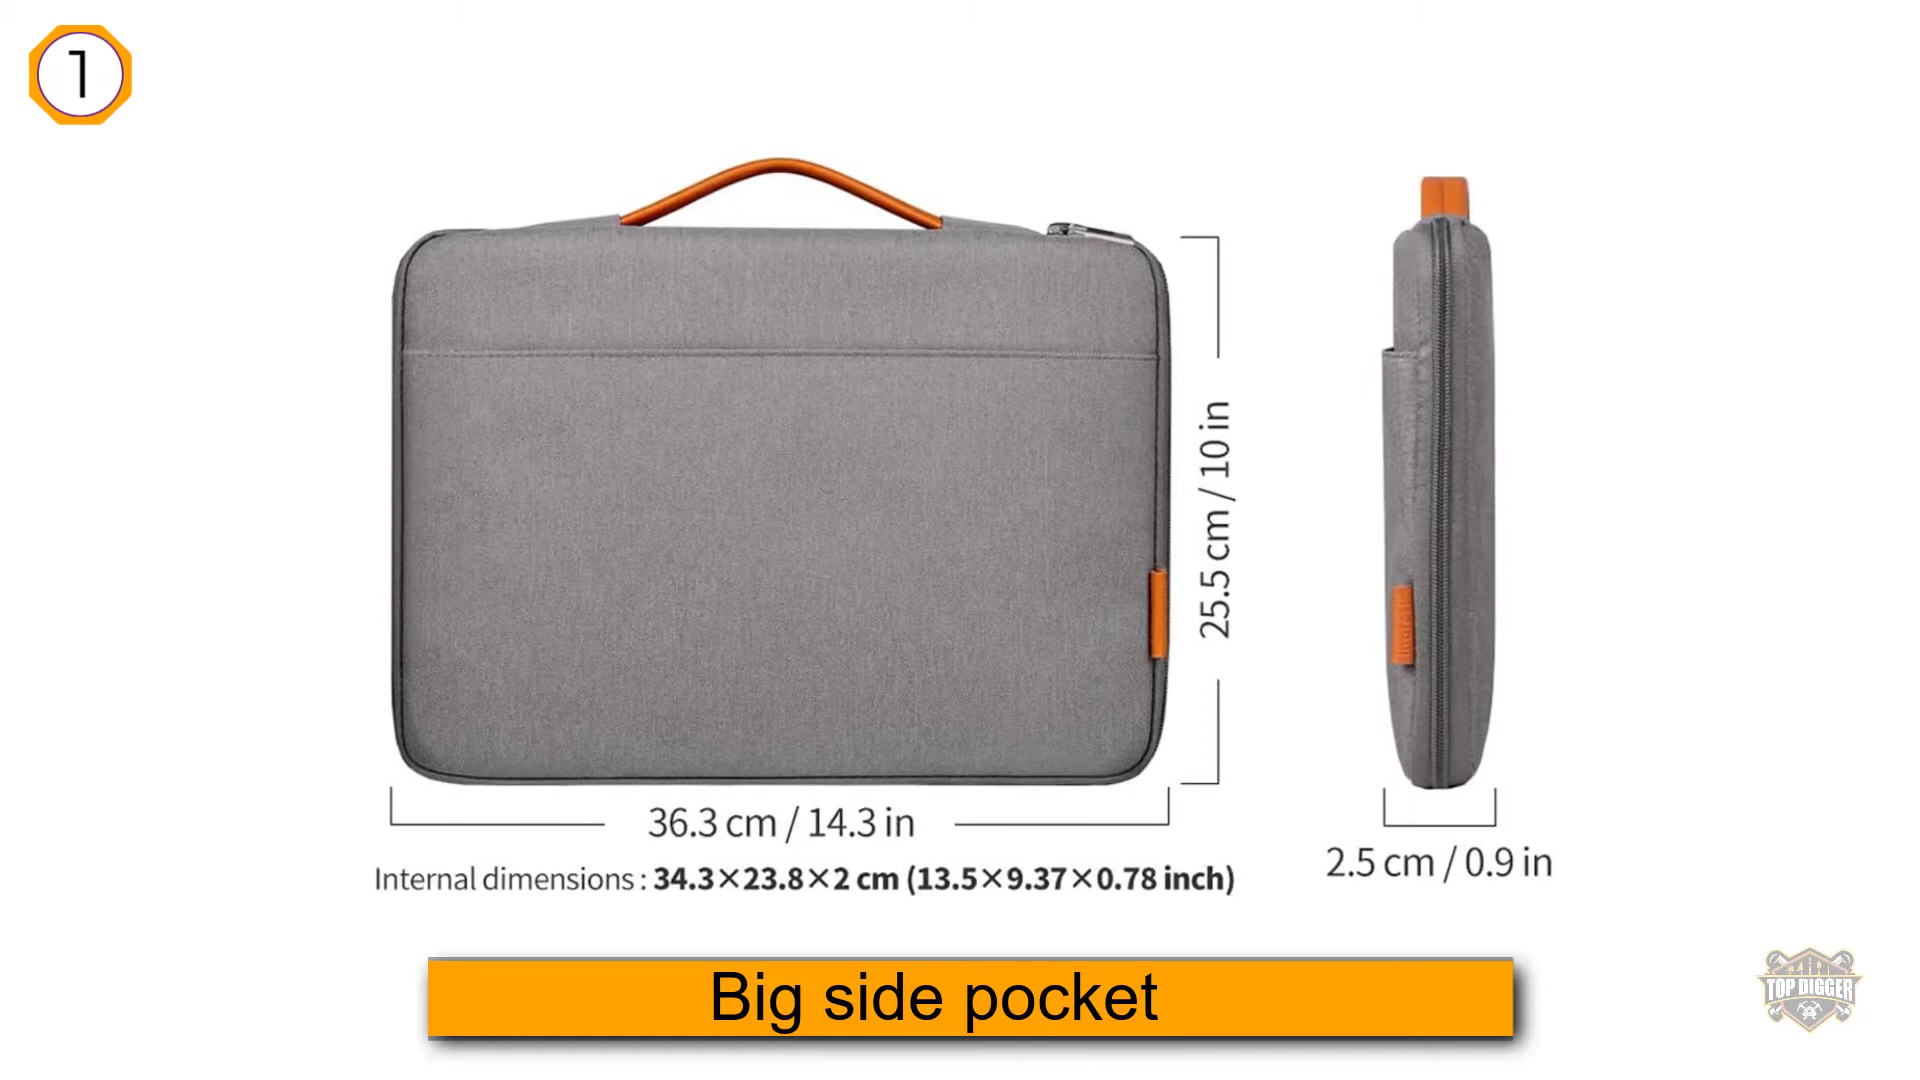 1
25.5 cm / 10 in
36.3 cm / 14.3 in
Internal dimensions : 34.3×23.8×2 cm (13.5×9.37×0.78 inch)
2.5 cm / 0.9 in
Big side pocket
TOP DIGGER